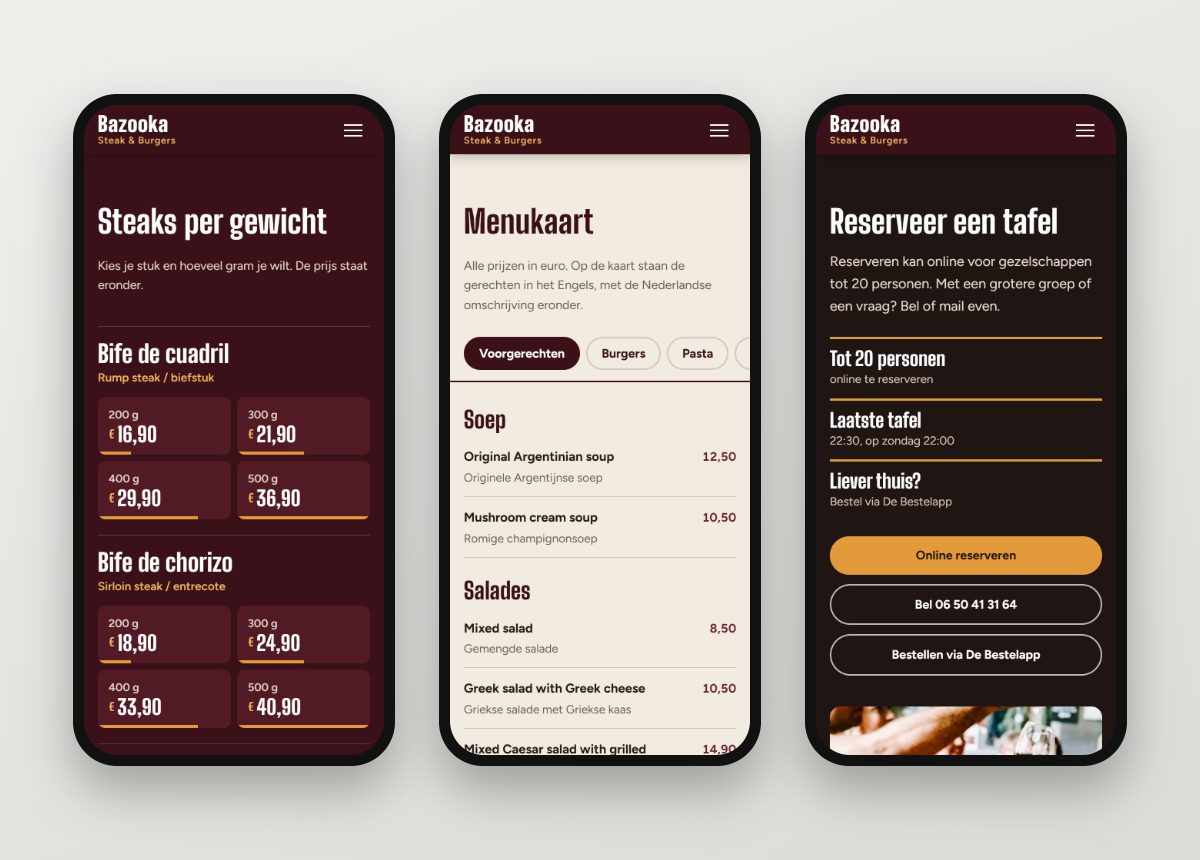 Bazooka
Steak & Burgers
Steaks per gewicht
Kies je stuk en hoeveel gram je wilt. De prijs staat
eronder.
Bife de cuadril
Rump steak / biefstuk
200 g
€ 16,90
300 g
€ 21,90
400 g
€ 29,90
500 g
€ 36,90
Bife de chorizo
Sirloin steak / entrecote
200 g
€ 18,90
300 g
€ 24,90
400 g
€ 33,90
500 g
€ 40,90
Bazooka
Steak & Burgers
Menukaart
Alle prijzen in euro. Op de kaart staan de
gerechten in het Engels, met de Nederlandse
omschrijving eronder.
Voorgerechten
Burgers
Pasta
Soep
Original Argentinian soup 12,50
Originele Argentijnse soep
Mushroom cream soup 10,50
Romige champignonsoep
Salades
Mixed salad 8,50
Gemengde salade
Greek salad with Greek cheese 10,50
Griekse salade met Griekse kaas
Mixed Caesar salad with grilled 14,90
Bazooka
Steak & Burgers
Reserveer een tafel
Reserveren kan online voor gezelschappen
tot 20 personen. Met een grotere groep of
een vraag? Bel of mail even.
Tot 20 personen
online te reserveren
Laatste tafel
22:30, op zondag 22:00
Liever thuis?
Bestel via De Bestelapp
Online reserveren
Bel 06 50 41 31 64
Bestellen via De Bestelapp